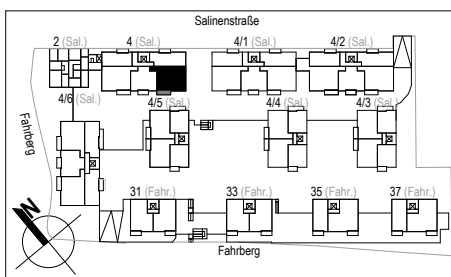 Salinenstraße
2 (Sal.) 4 (Sal.) 4/1 (Sal.) 4/2 (Sal.)
4/6 (Sal.) 4/5 (Sal.) 4/4 (Sal.) 4/3 (Sal.)
Fahrberg
31 (Fahr.) 33 (Fahr.) 35 (Fahr.) 37 (Fahr.)
N
Fahrberg